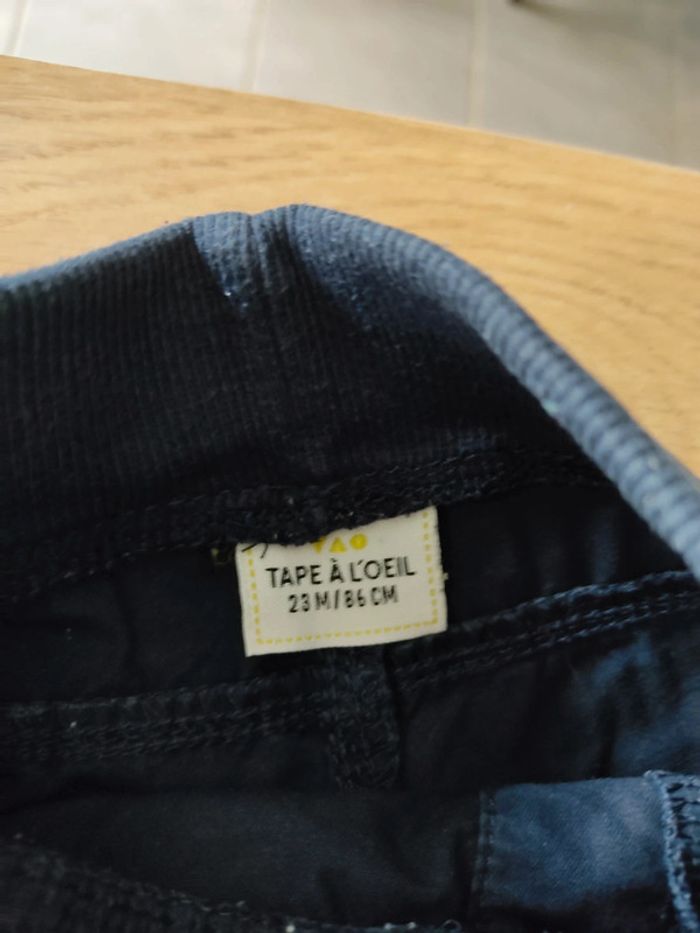 TAO
TAPE À L'OEIL
23 M/86 CM